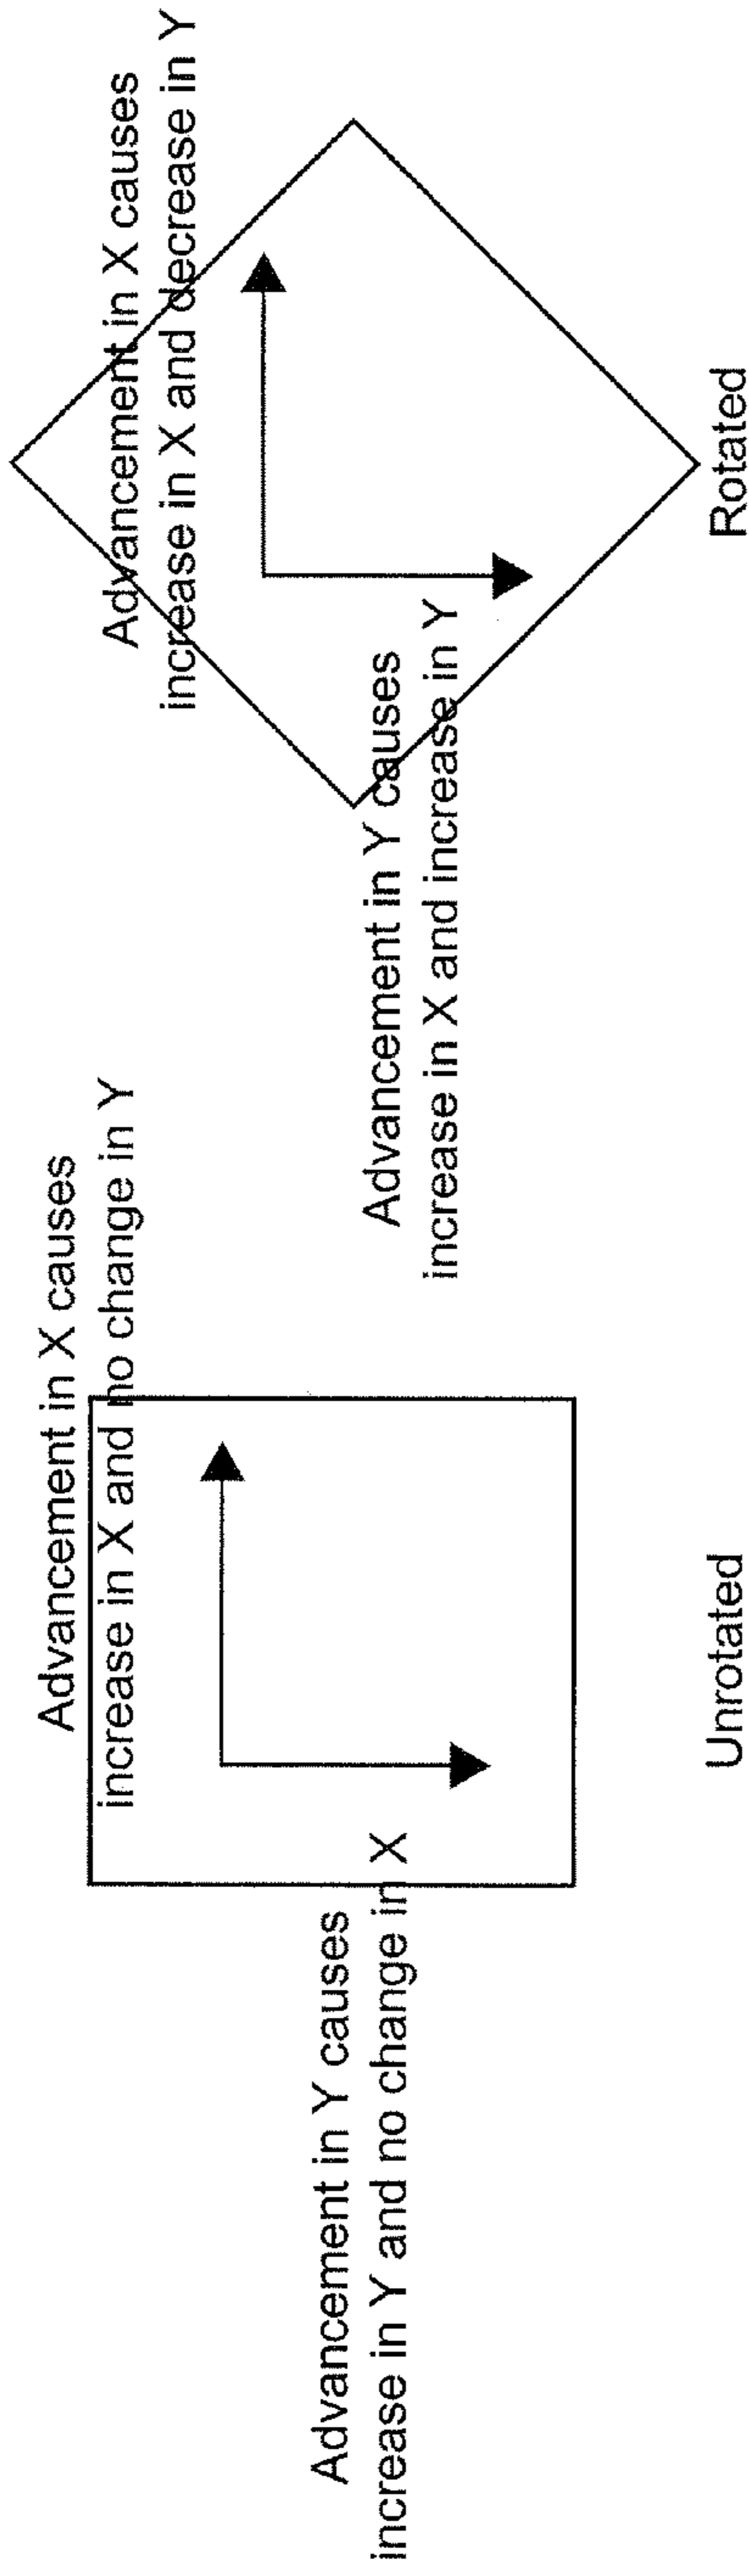 Advancement in X causes
increase in X and no change in Y
Advancement in Y causes
increase in Y and no change in X
Unrotated
Advancement in X causes
increase in X and decrease in Y
Advancement in Y causes
increase in X and increase in Y
Rotated